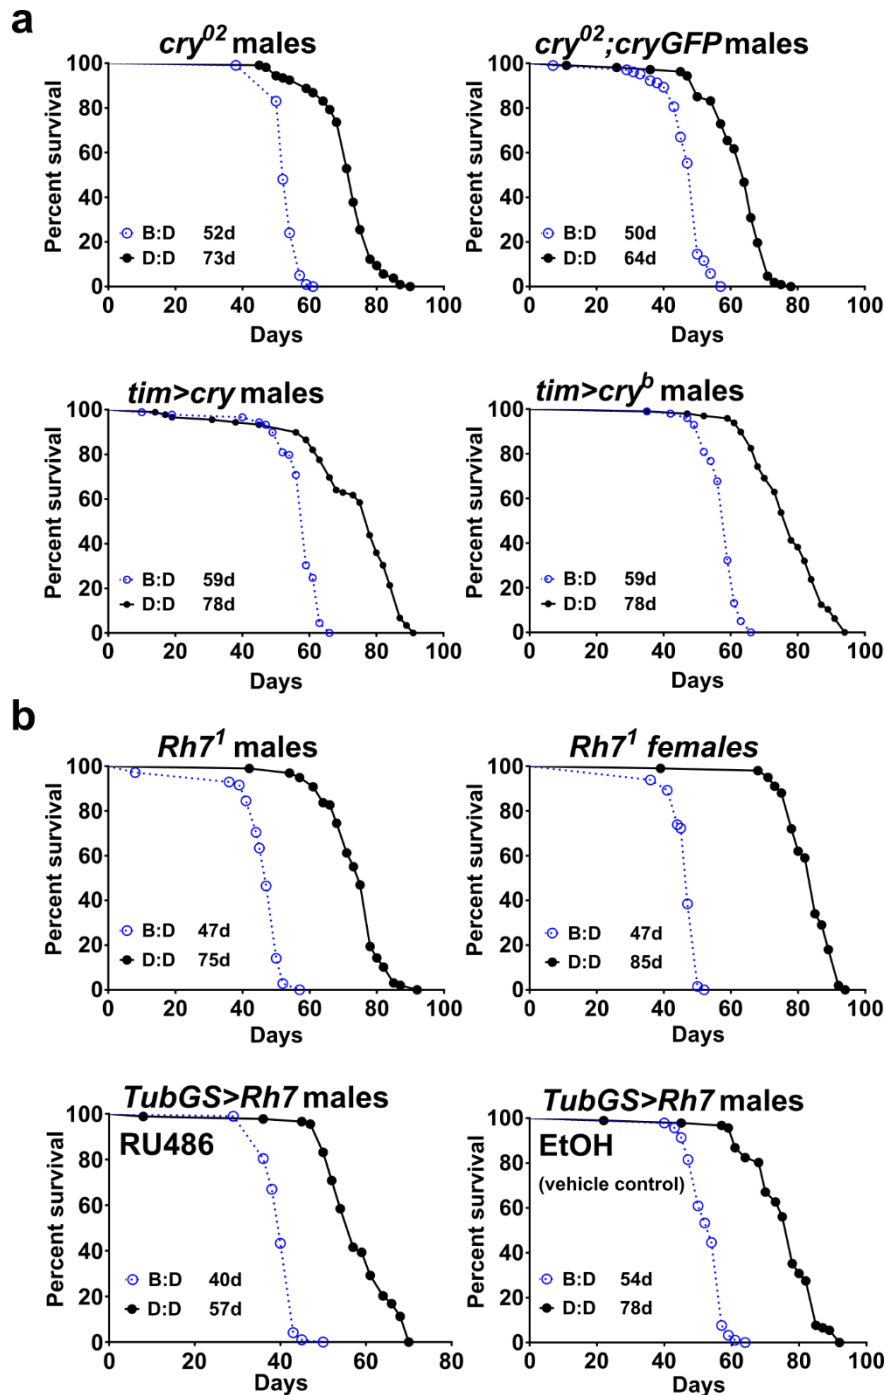 a
cry02 males
Percent survival
100
80
60
40
20
0
B:D 52d
D:D 73d
0 20 40 60 80 100
Days
cry02;cryGFP males
Percent survival
100
80
60
40
20
0
B:D 50d
D:D 64d
0 20 40 60 80 100
Days
tim>cry males
Percent survival
100
80
60
40
20
0
B:D 59d
D:D 78d
0 20 40 60 80 100
Days
tim>cryb males
Percent survival
100
80
60
40
20
0
B:D 59d
D:D 78d
0 20 40 60 80 100
Days
b
Rh71 males
Percent survival
100
80
60
40
20
0
B:D 47d
D:D 75d
0 20 40 60 80 100
Days
Rh71 females
Percent survival
100
80
60
40
20
0
B:D 47d
D:D 85d
0 20 40 60 80 100
Days
TubGS>Rh7 males
RU486
Percent survival
100
80
60
40
20
0
B:D 40d
D:D 57d
0 20 40 60 80
Days
TubGS>Rh7 males
EtOH
(vehicle control)
Percent survival
100
80
60
40
20
0
B:D 54d
D:D 78d
0 20 40 60 80 100
Days